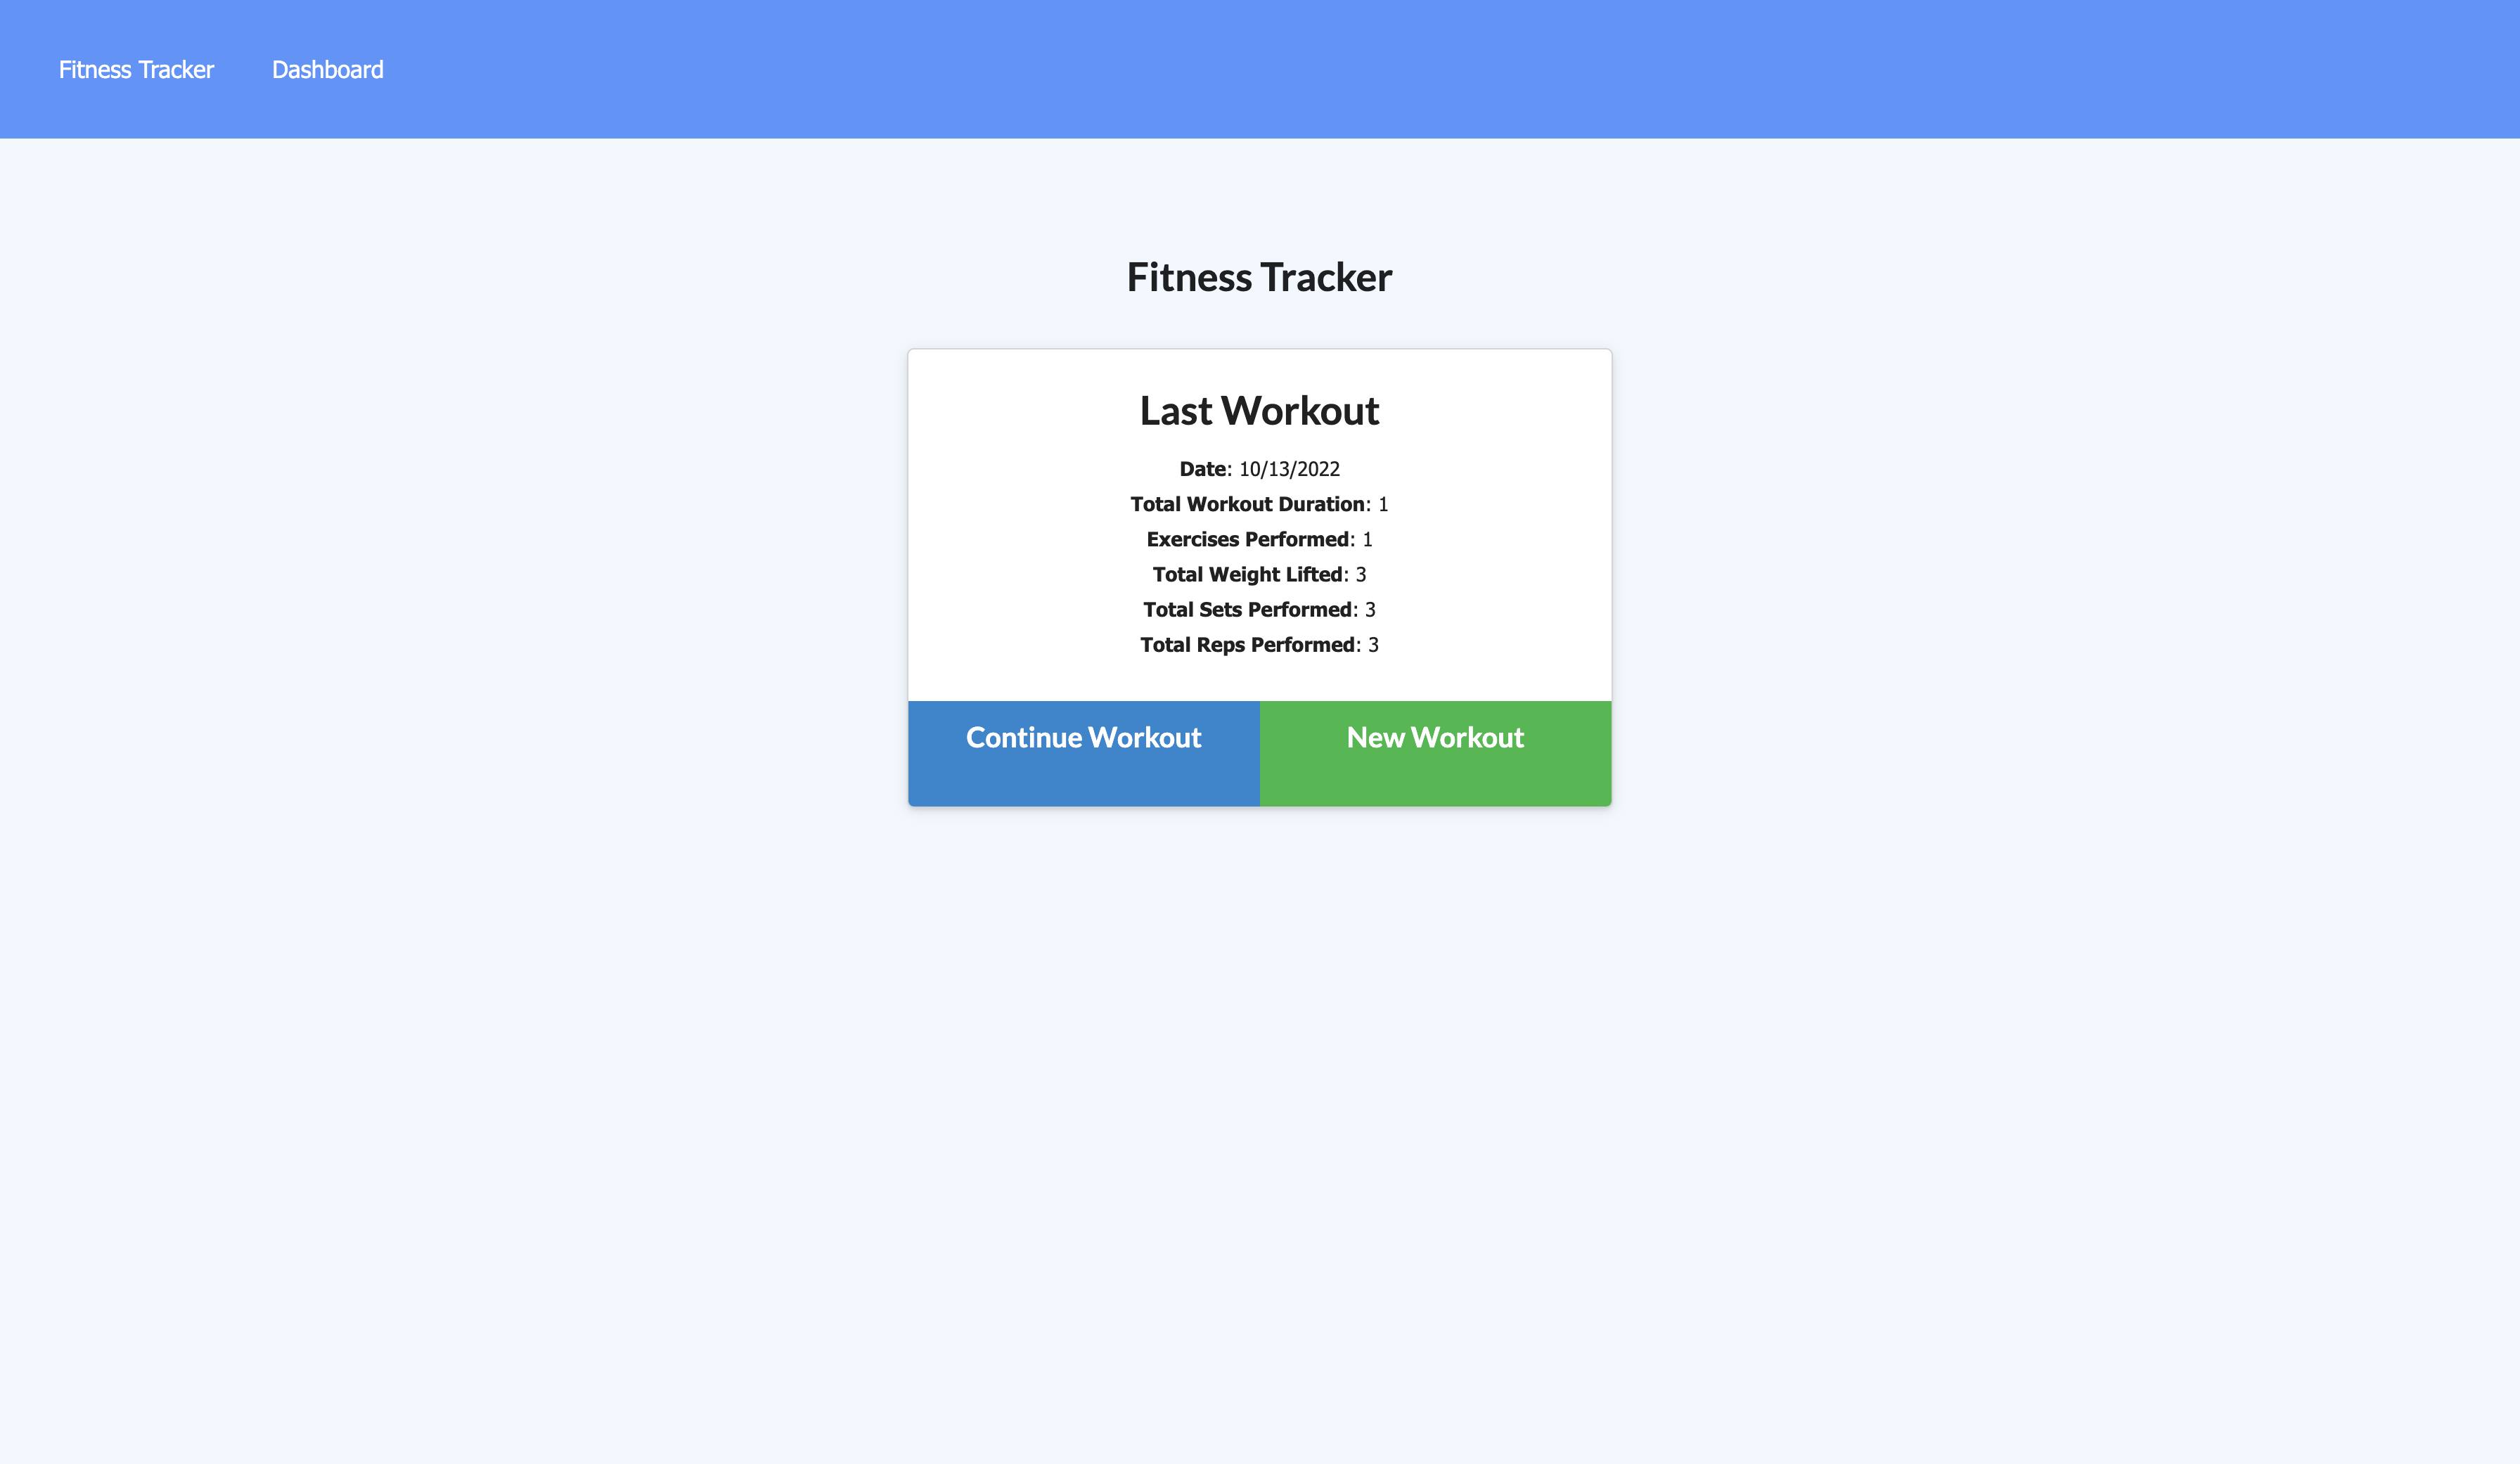 Fitness Tracker Dashboard
Fitness Tracker
Last Workout
Date: 10/13/2022
Total Workout Duration: 1
Exercises Performed: 1
Total Weight Lifted: 3
Total Sets Performed: 3
Total Reps Performed: 3
Continue Workout New Workout